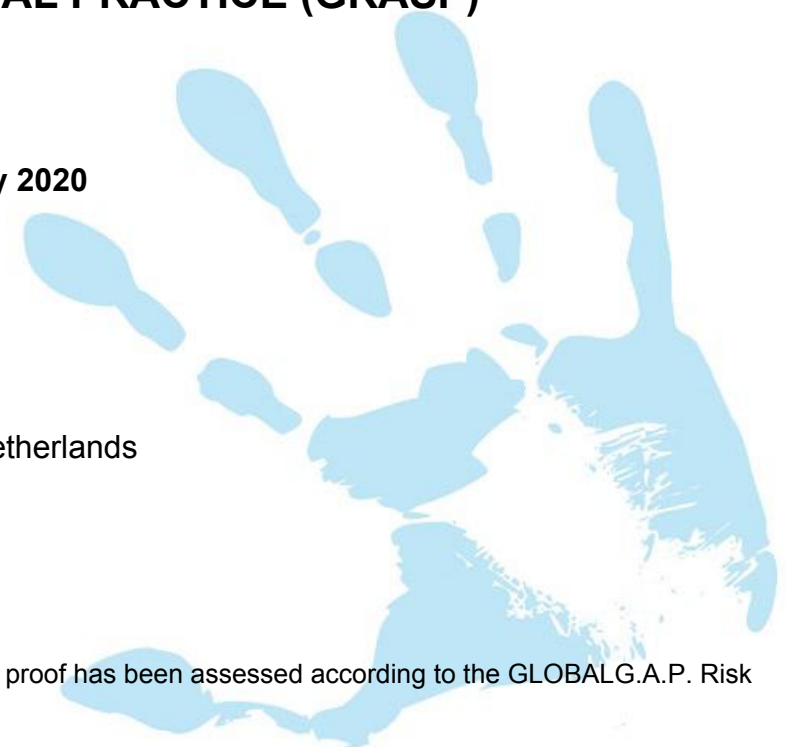 AL PRACTICE (GRASP)
y 2020
etherlands
proof has been assessed according to the GLOBALG.A.P. Risk